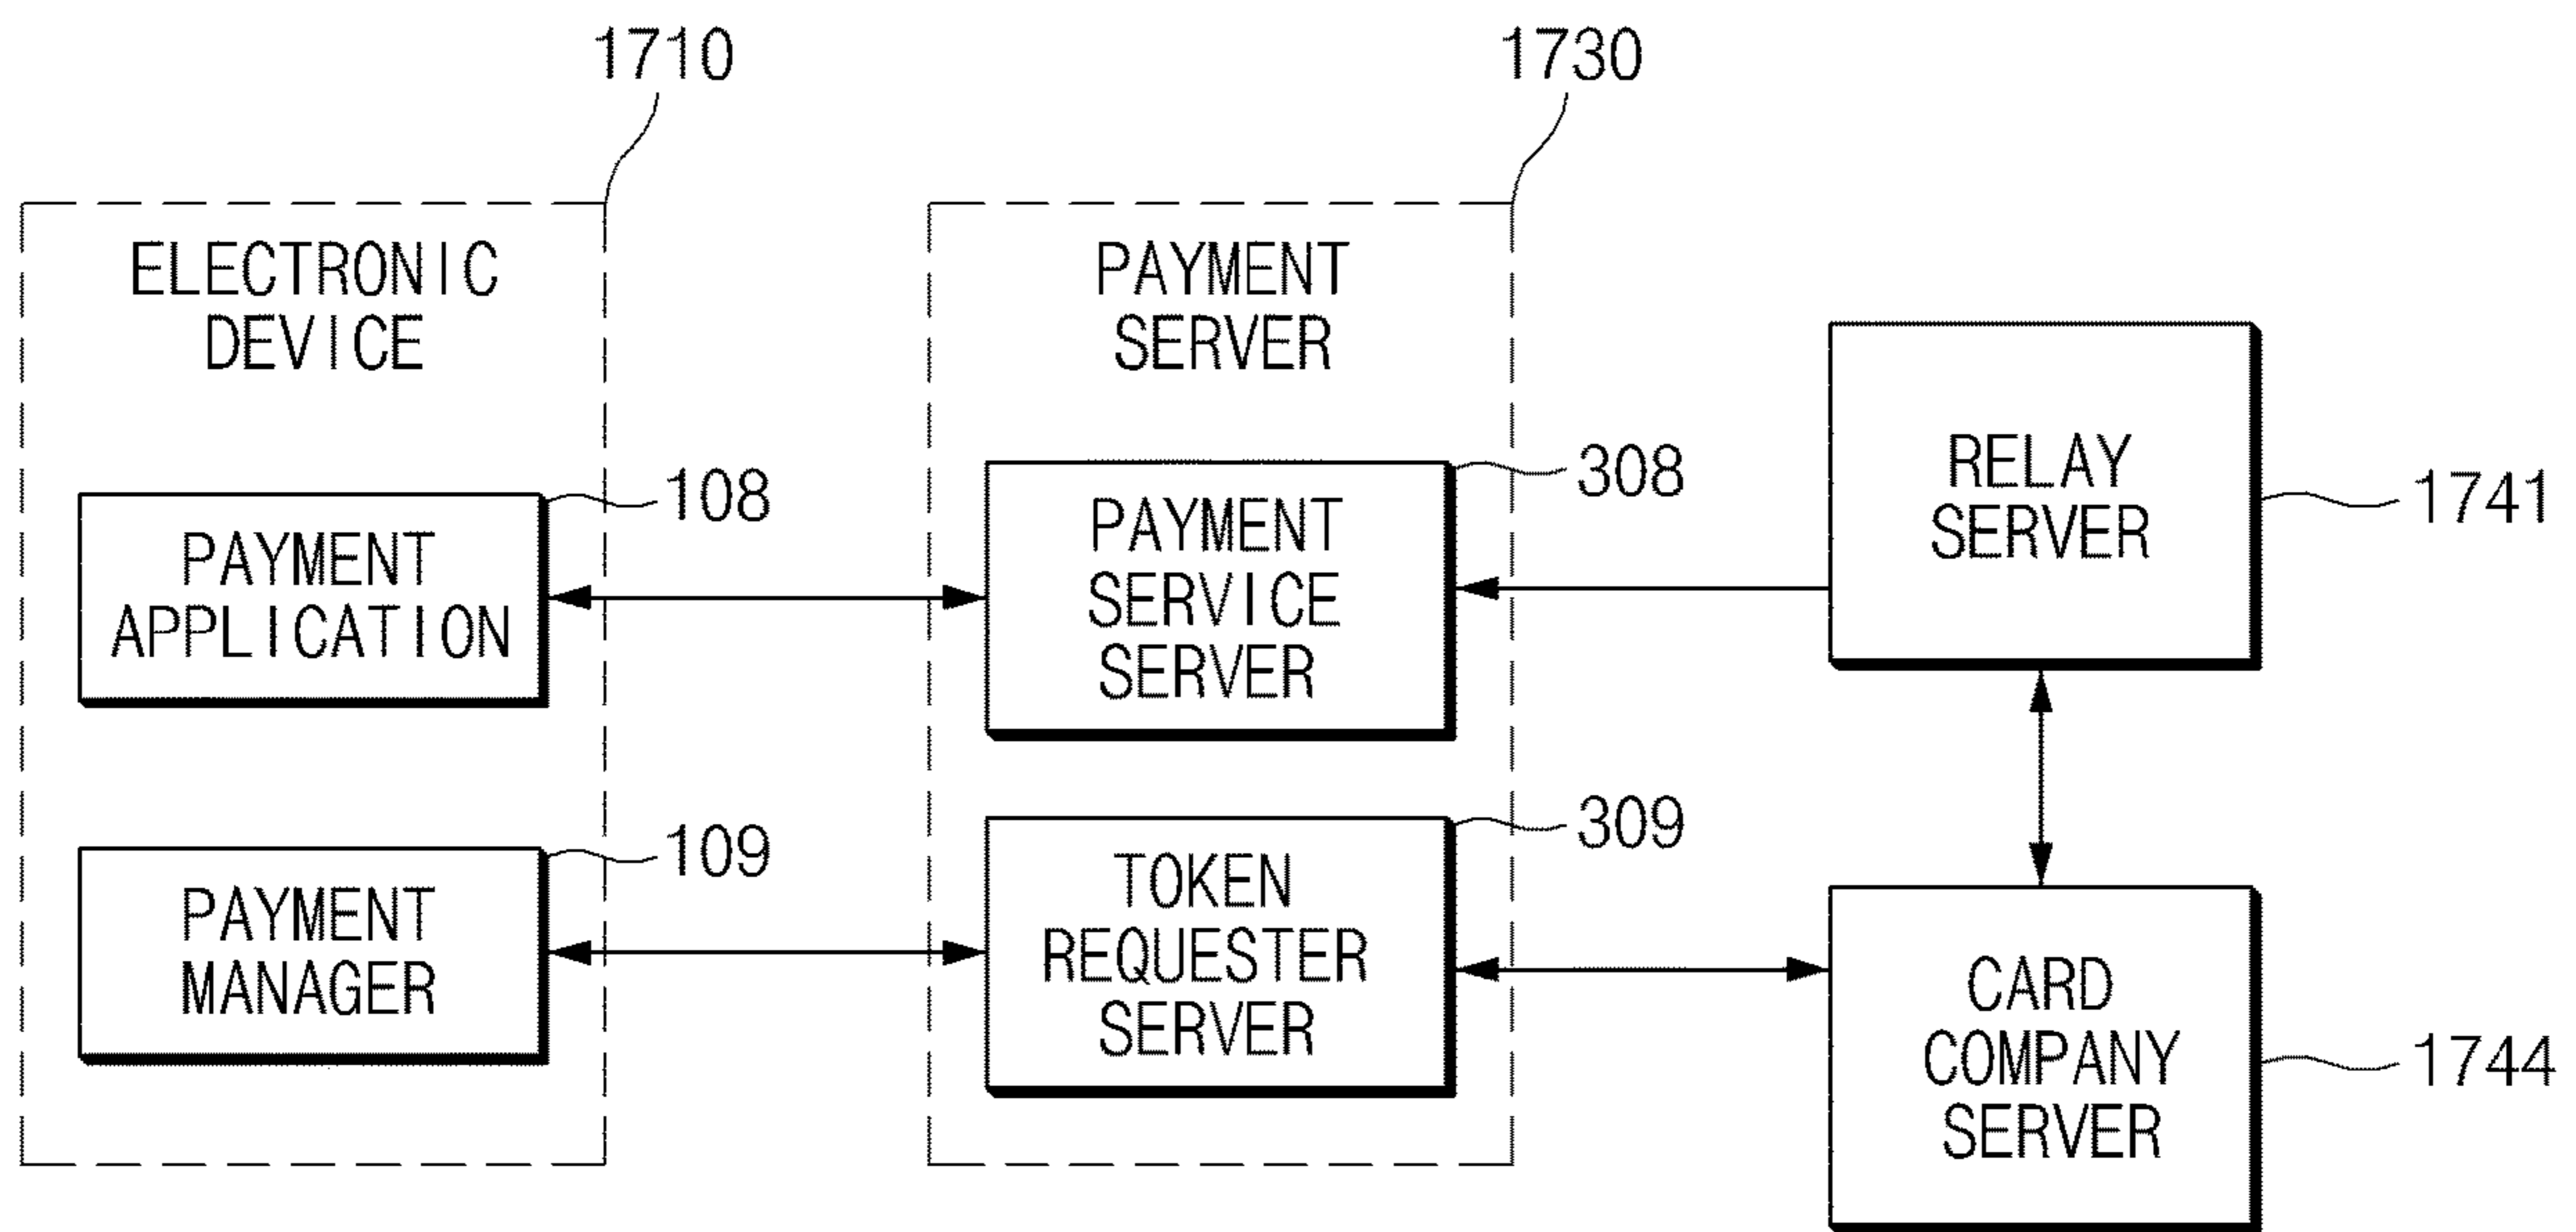 1710
1730
ELECTRONIC
DEVICE
PAYMENT
SERVER
108
PAYMENT
APPLICATION
308
PAYMENT
SERVICE
SERVER
RELAY
SERVER
1741
109
PAYMENT
MANAGER
309
TOKEN
REQUESTER
SERVER
CARD
COMPANY
SERVER
1744